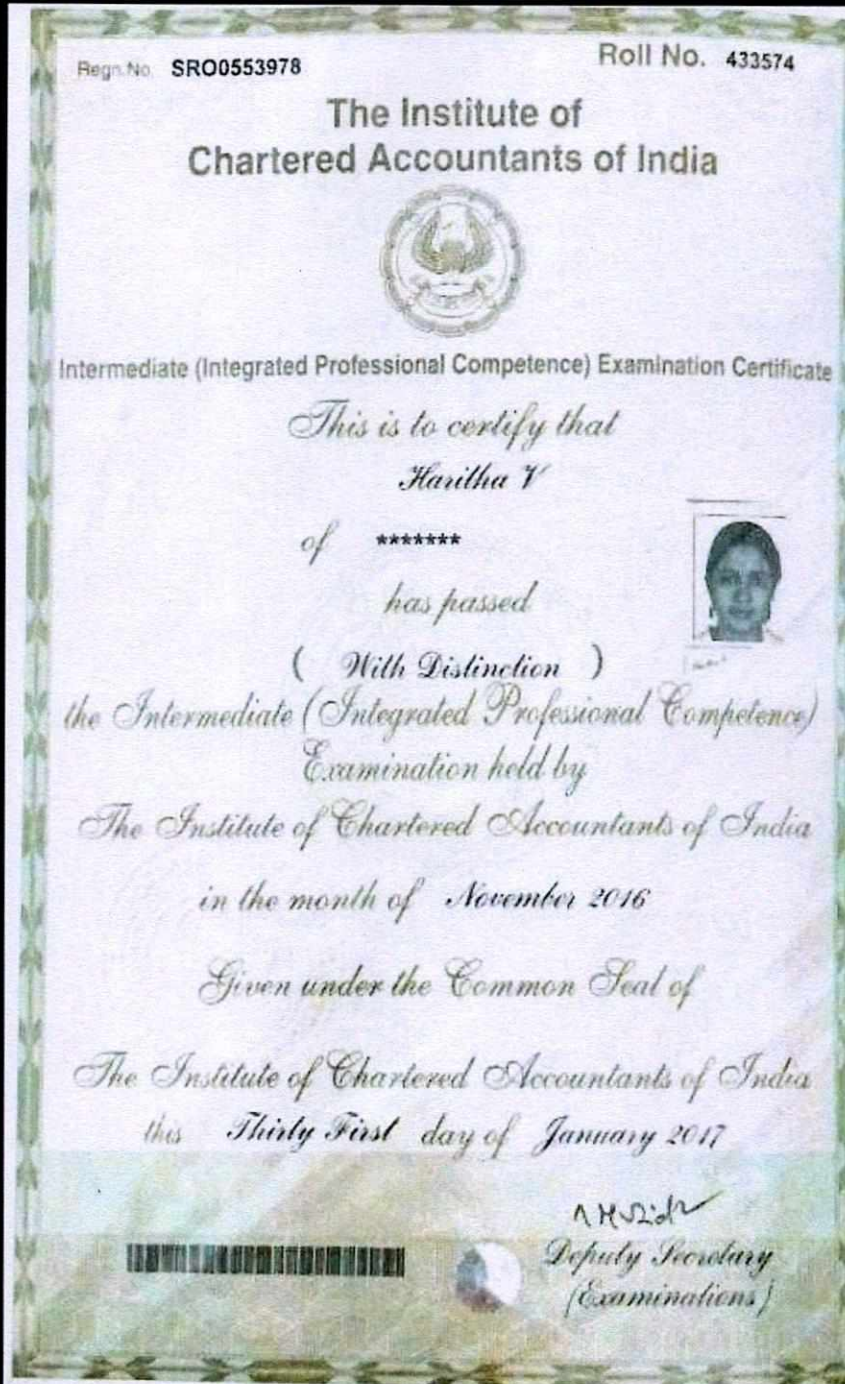 Regn.No. SRO0553978
Roll No. 433574
The Institute of
Chartered Accountants of India
Intermediate (Integrated Professional Competence) Examination Certificate
This is to certify that
Haritha V
of *******
has passed
( With Distinction )
the Intermediate (Integrated Professional Competence)
Examination held by
The Institute of Chartered Accountants of India
in the month of November 2016
Given under the Common Seal of
The Institute of Chartered Accountants of India
this Thirty First day of January 2017
Deputy Secretary
(Examinations)